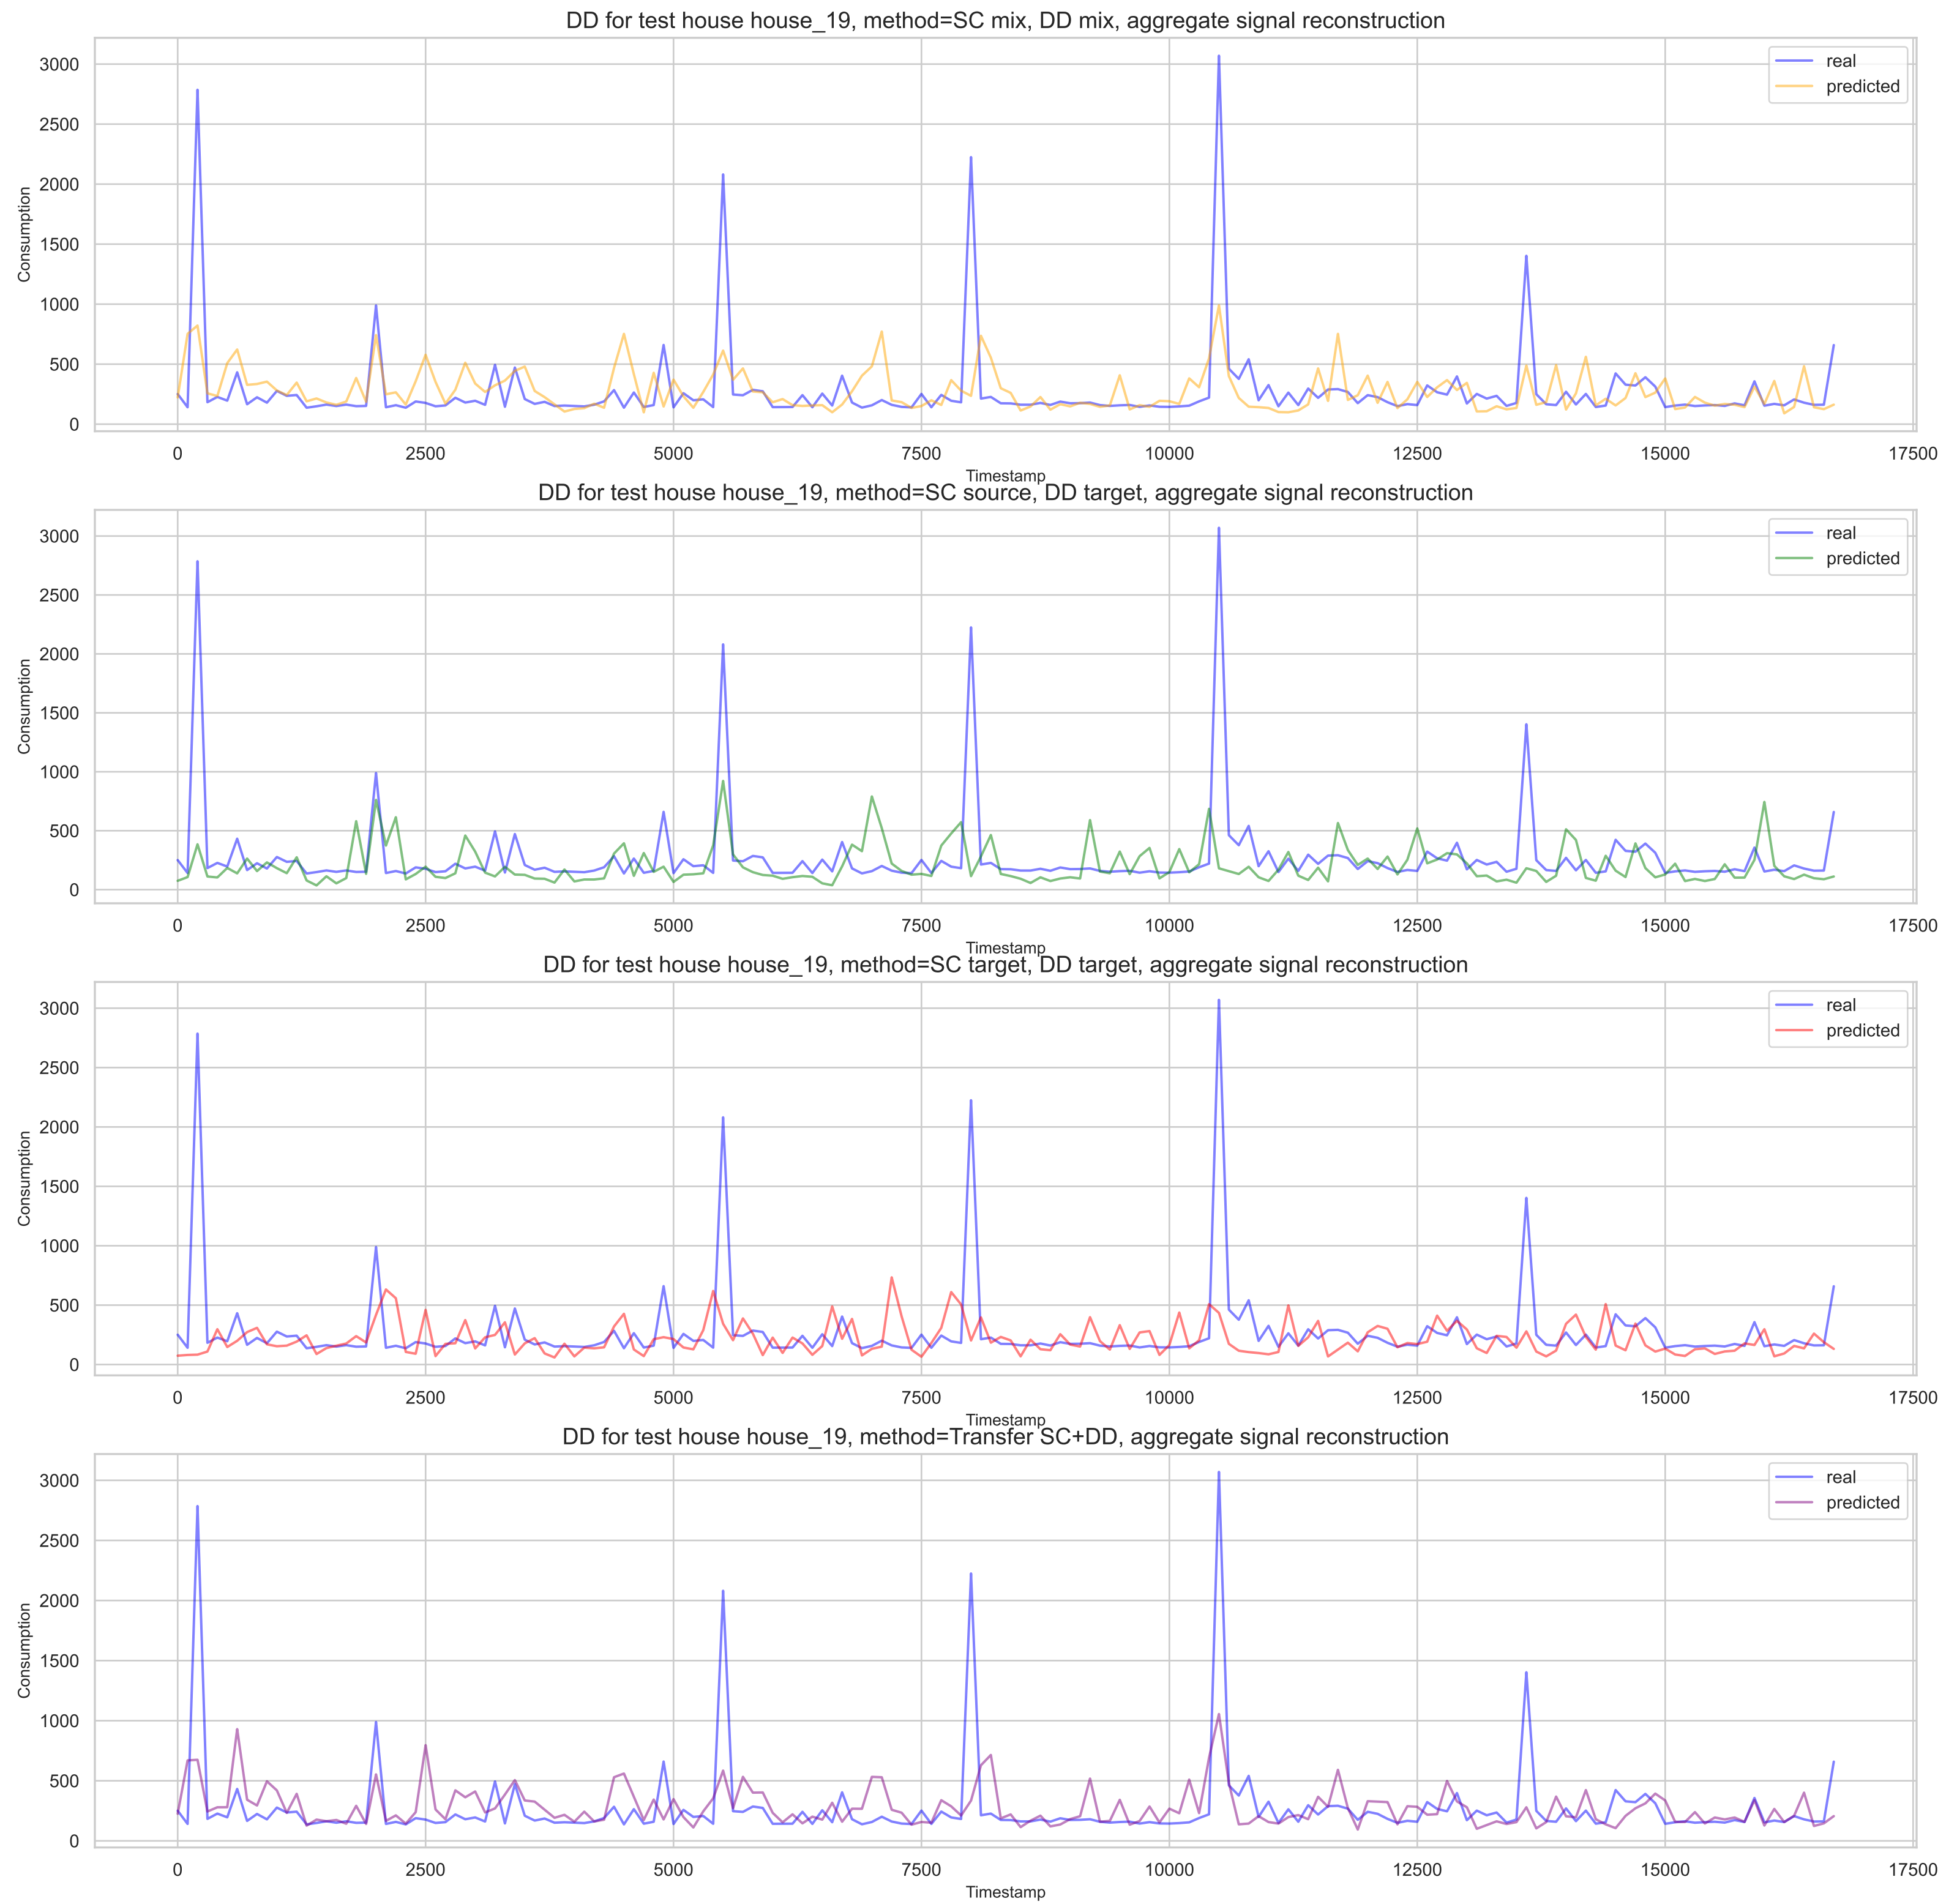 DD for test house house_19, method=SC mix, DD mix, aggregate signal reconstruction
real
predicted
3000
2500
2000
1500
1000
500
0
Consumption
0 2500 5000 7500 10000 12500 15000 17500
Timestamp
DD for test house house_19, method=SC source, DD target, aggregate signal reconstruction
real
predicted
3000
2500
2000
1500
1000
500
0
Consumption
0 2500 5000 7500 10000 12500 15000 17500
Timestamp
DD for test house house_19, method=SC target, DD target, aggregate signal reconstruction
real
predicted
3000
2500
2000
1500
1000
500
0
Consumption
0 2500 5000 7500 10000 12500 15000 17500
Timestamp
DD for test house house_19, method=Transfer SC+DD, aggregate signal reconstruction
real
predicted
3000
2500
2000
1500
1000
500
0
Consumption
0 2500 5000 7500 10000 12500 15000 17500
Timestamp